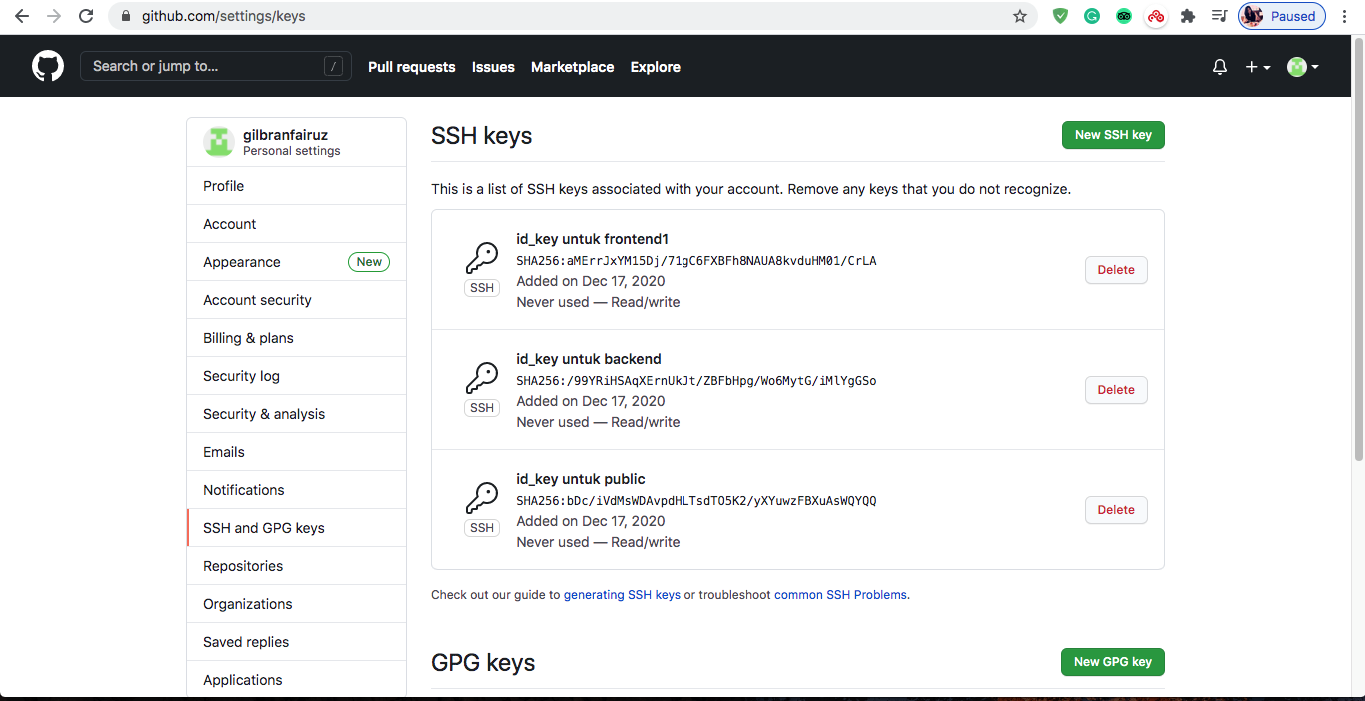 github.com/settings/keys
Paused
Search or jump to...
/
Pull requests
Issues
Marketplace
Explore
gilbranfairuz
Personal settings
Profile
Account
Appearance
New
Account security
Billing & plans
Security log
Security & analysis
Emails
Notifications
SSH and GPG keys
Repositories
Organizations
Saved replies
Applications
SSH keys
New SSH key
This is a list of SSH keys associated with your account. Remove any keys that you do not recognize.
id_key untuk frontend1
SHA256:aMErrJxYM15Dj/71gC6FXBFh8NAUA8kvduHM01/CrLA
Added on Dec 17, 2020
Never used — Read/write
SSH
Delete
id_key untuk backend
SHA256:/99YRiHSAqXErnUkJt/ZBFbHpg/Wo6MytG/iMlYgGSo
Added on Dec 17, 2020
Never used — Read/write
SSH
Delete
id_key untuk public
SHA256:bDc/iVdMsWDAvpdHLTsdTO5K2/yXYuwzFBXuAsWQYQQ
Added on Dec 17, 2020
Never used — Read/write
SSH
Delete
Check out our guide to generating SSH keys or troubleshoot common SSH Problems.
GPG keys
New GPG key